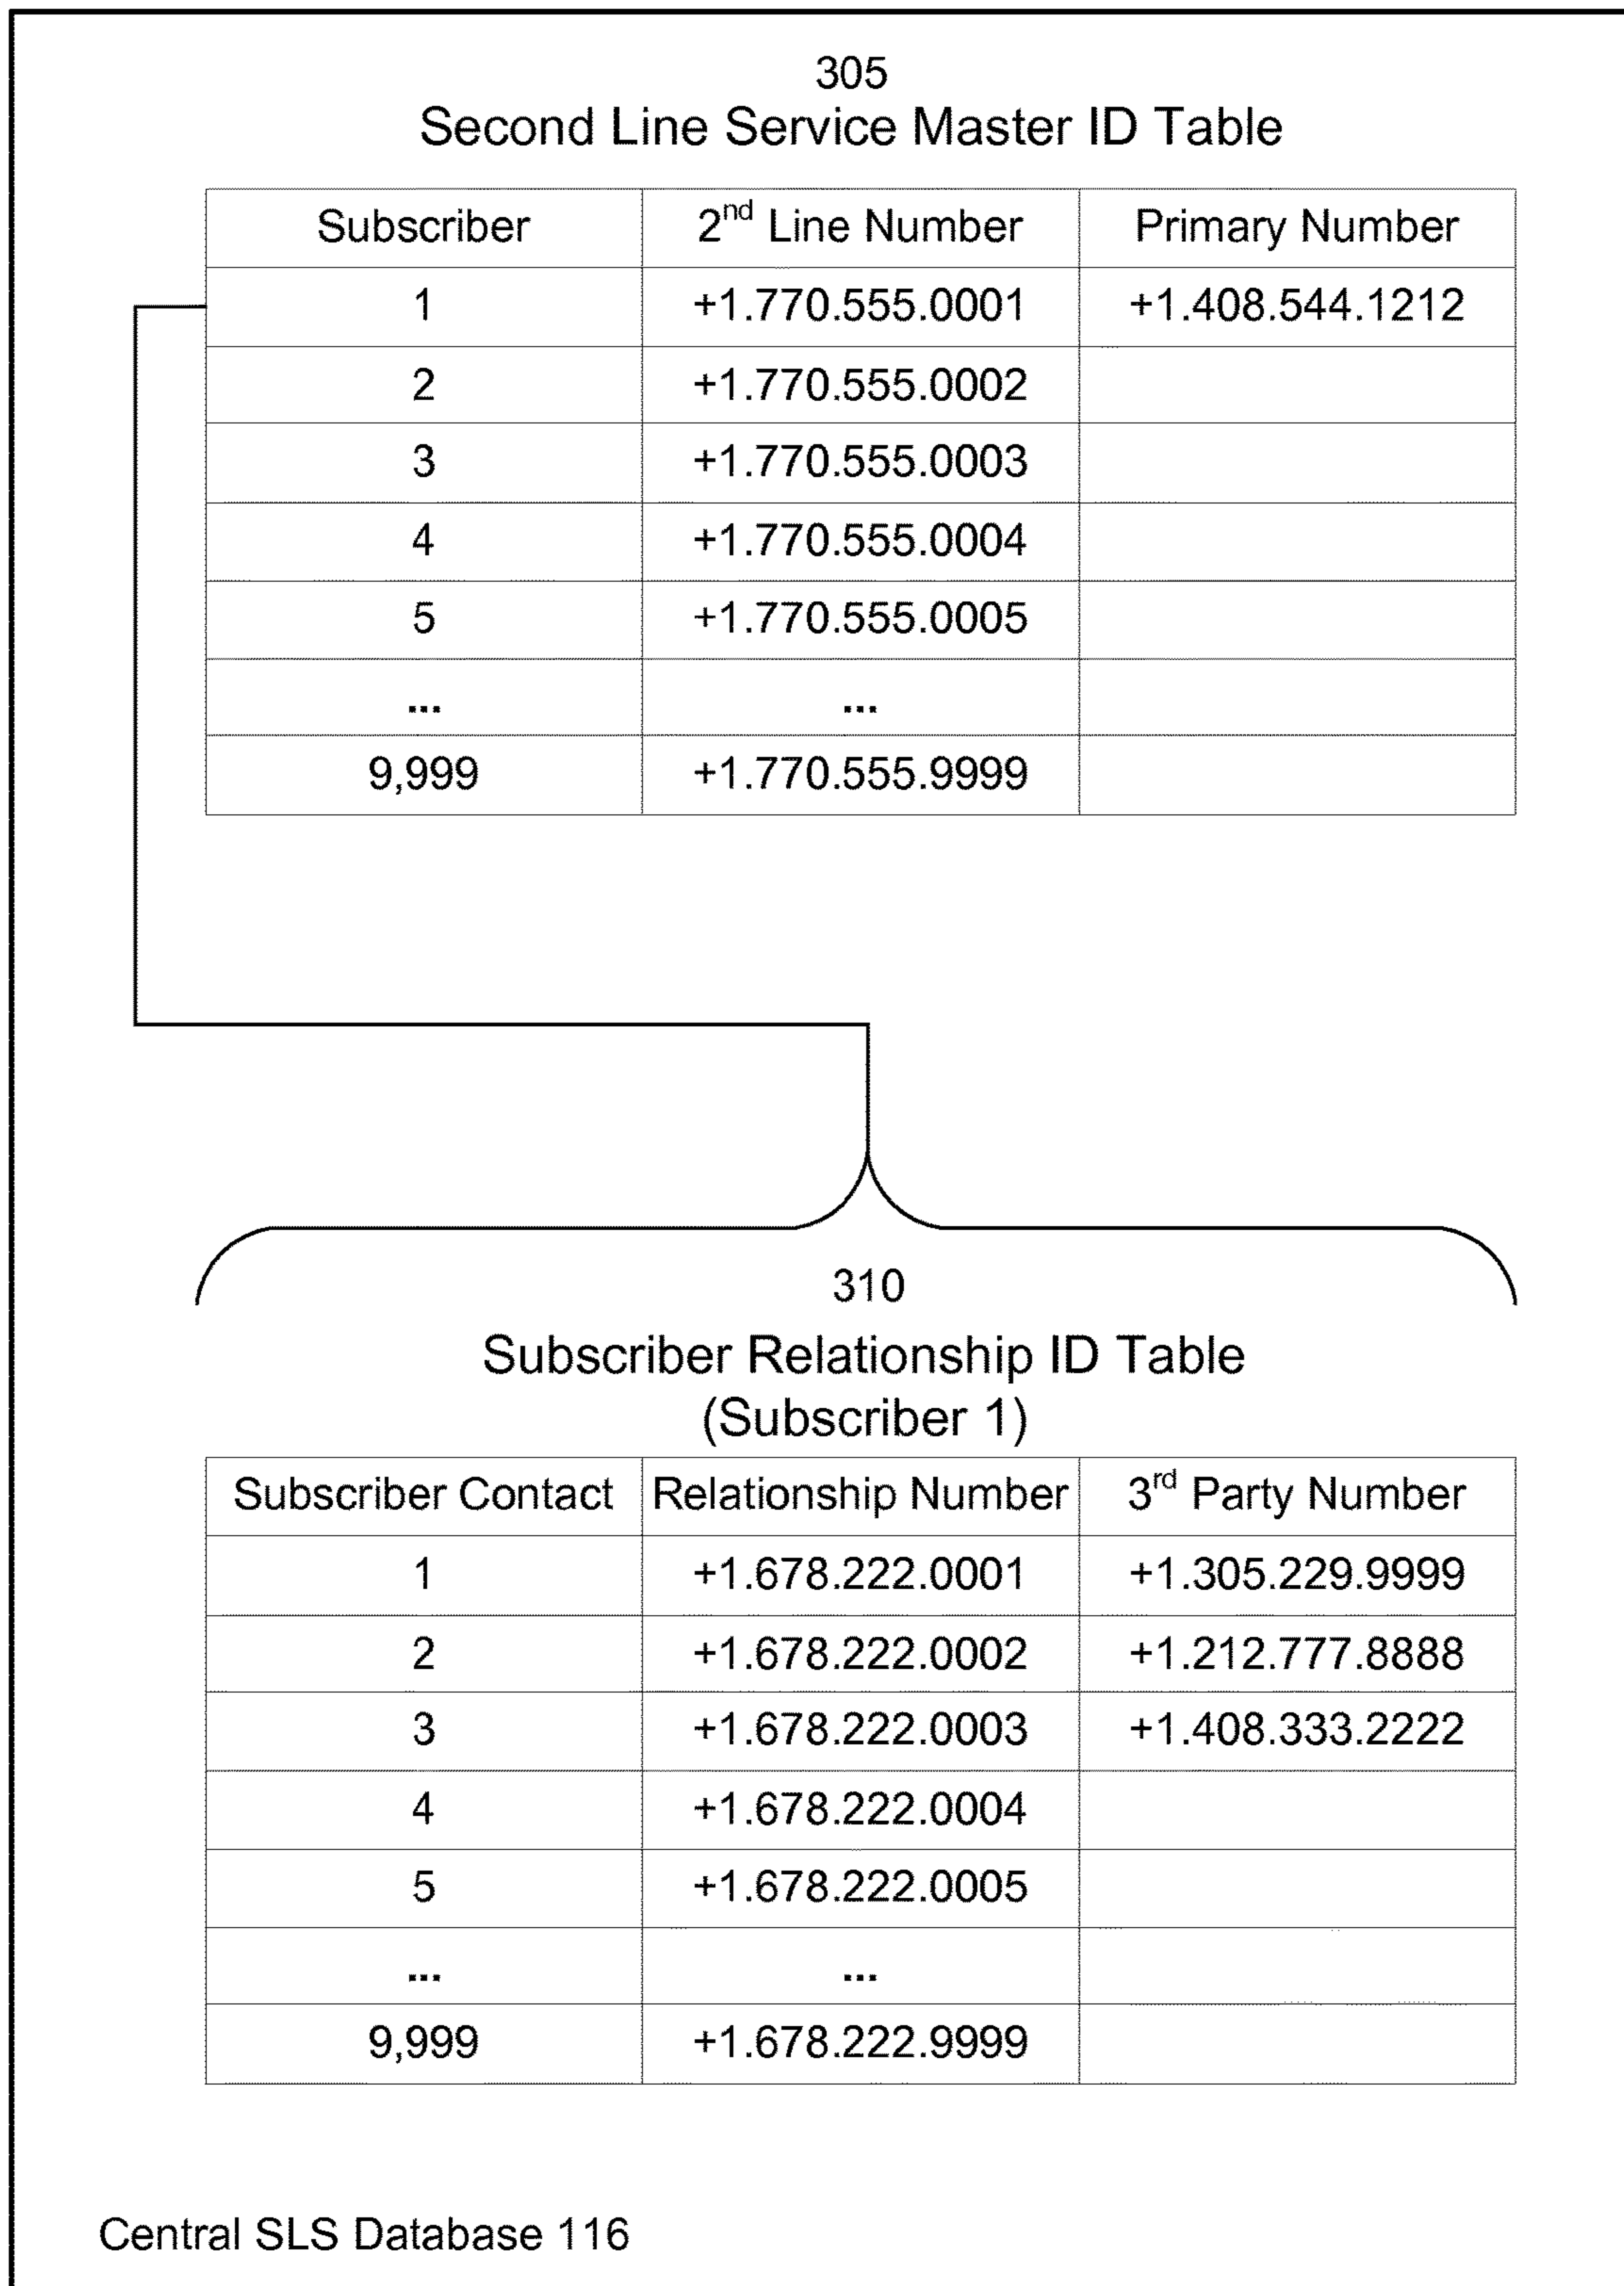 305
Second Line Service Master ID Table
Subscriber 2nd Line Number Primary Number
1 +1.770.555.0001 +1.408.544.1212
2 +1.770.555.0002
3 +1.770.555.0003
4 +1.770.555.0004
5 +1.770.555.0005
... ...
9,999 +1.770.555.9999
310
Subscriber Relationship ID Table
(Subscriber 1)
Subscriber Contact Relationship Number 3rd Party Number
1 +1.678.222.0001 +1.305.229.9999
2 +1.678.222.0002 +1.212.777.8888
3 +1.678.222.0003 +1.408.333.2222
4 +1.678.222.0004
5 +1.678.222.0005
... ...
9,999 +1.678.222.9999
Central SLS Database 116